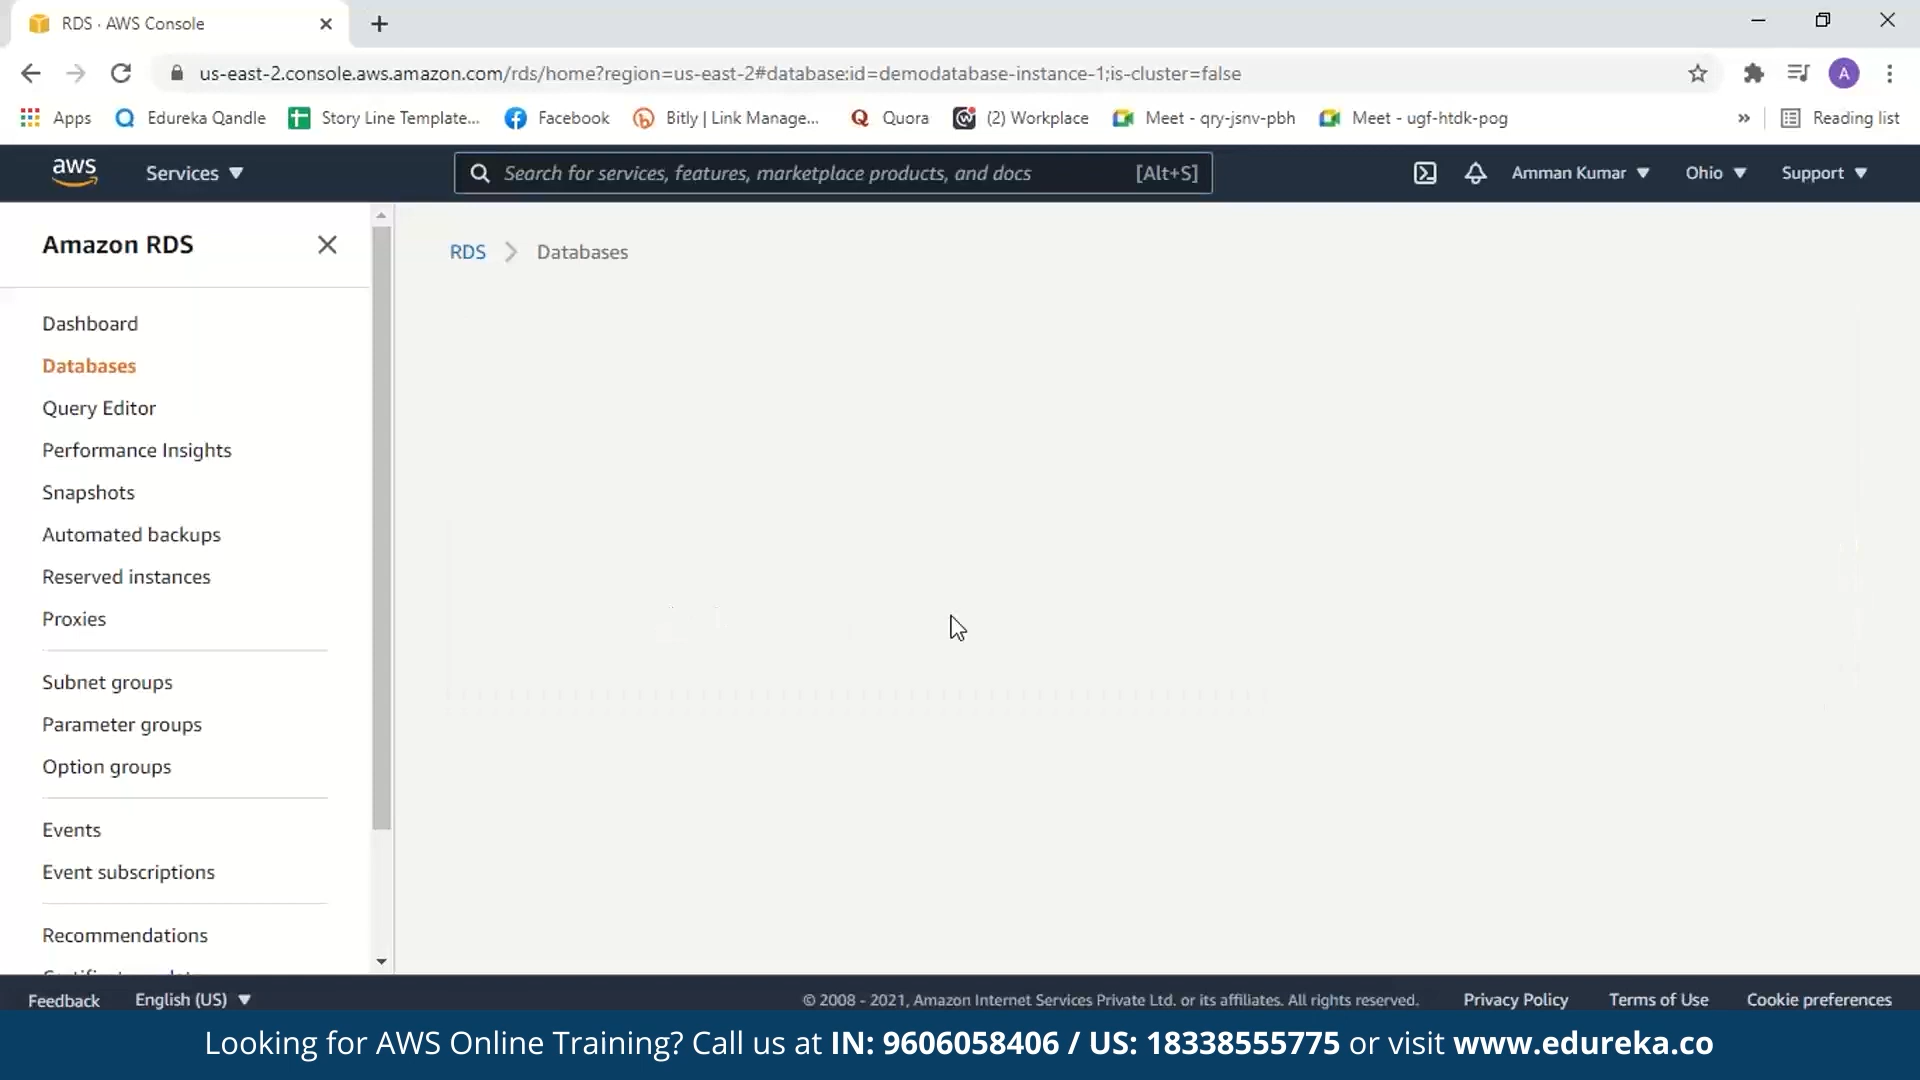 RDS · AWS Console
us-east-2.console.aws.amazon.com/rds/home?region=us-east-2#database:id=demodatabase-instance-1;is-cluster=false
A
Apps Edureka Qandle Story Line Template... Facebook Bitly | Link Manage... Quora (2) Workplace Meet - qry-jsnv-pbh Meet - ugf-htdk-pog » Reading list
aws Services Search for services, features, marketplace products, and docs [Alt+S] Amman Kumar Ohio Support
Amazon RDS
RDS Databases
Dashboard
Databases
Query Editor
Performance Insights
Snapshots
Automated backups
Reserved instances
Proxies
Subnet groups
Parameter groups
Option groups
Events
Event subscriptions
Recommendations
Feedback English (US) © 2008 - 2021, Amazon Internet Services Private Ltd. or its affiliates. All rights reserved. Privacy Policy Terms of Use Cookie preferences
Looking for AWS Online Training? Call us at IN: 9606058406 / US: 18338555775 or visit www.edureka.co